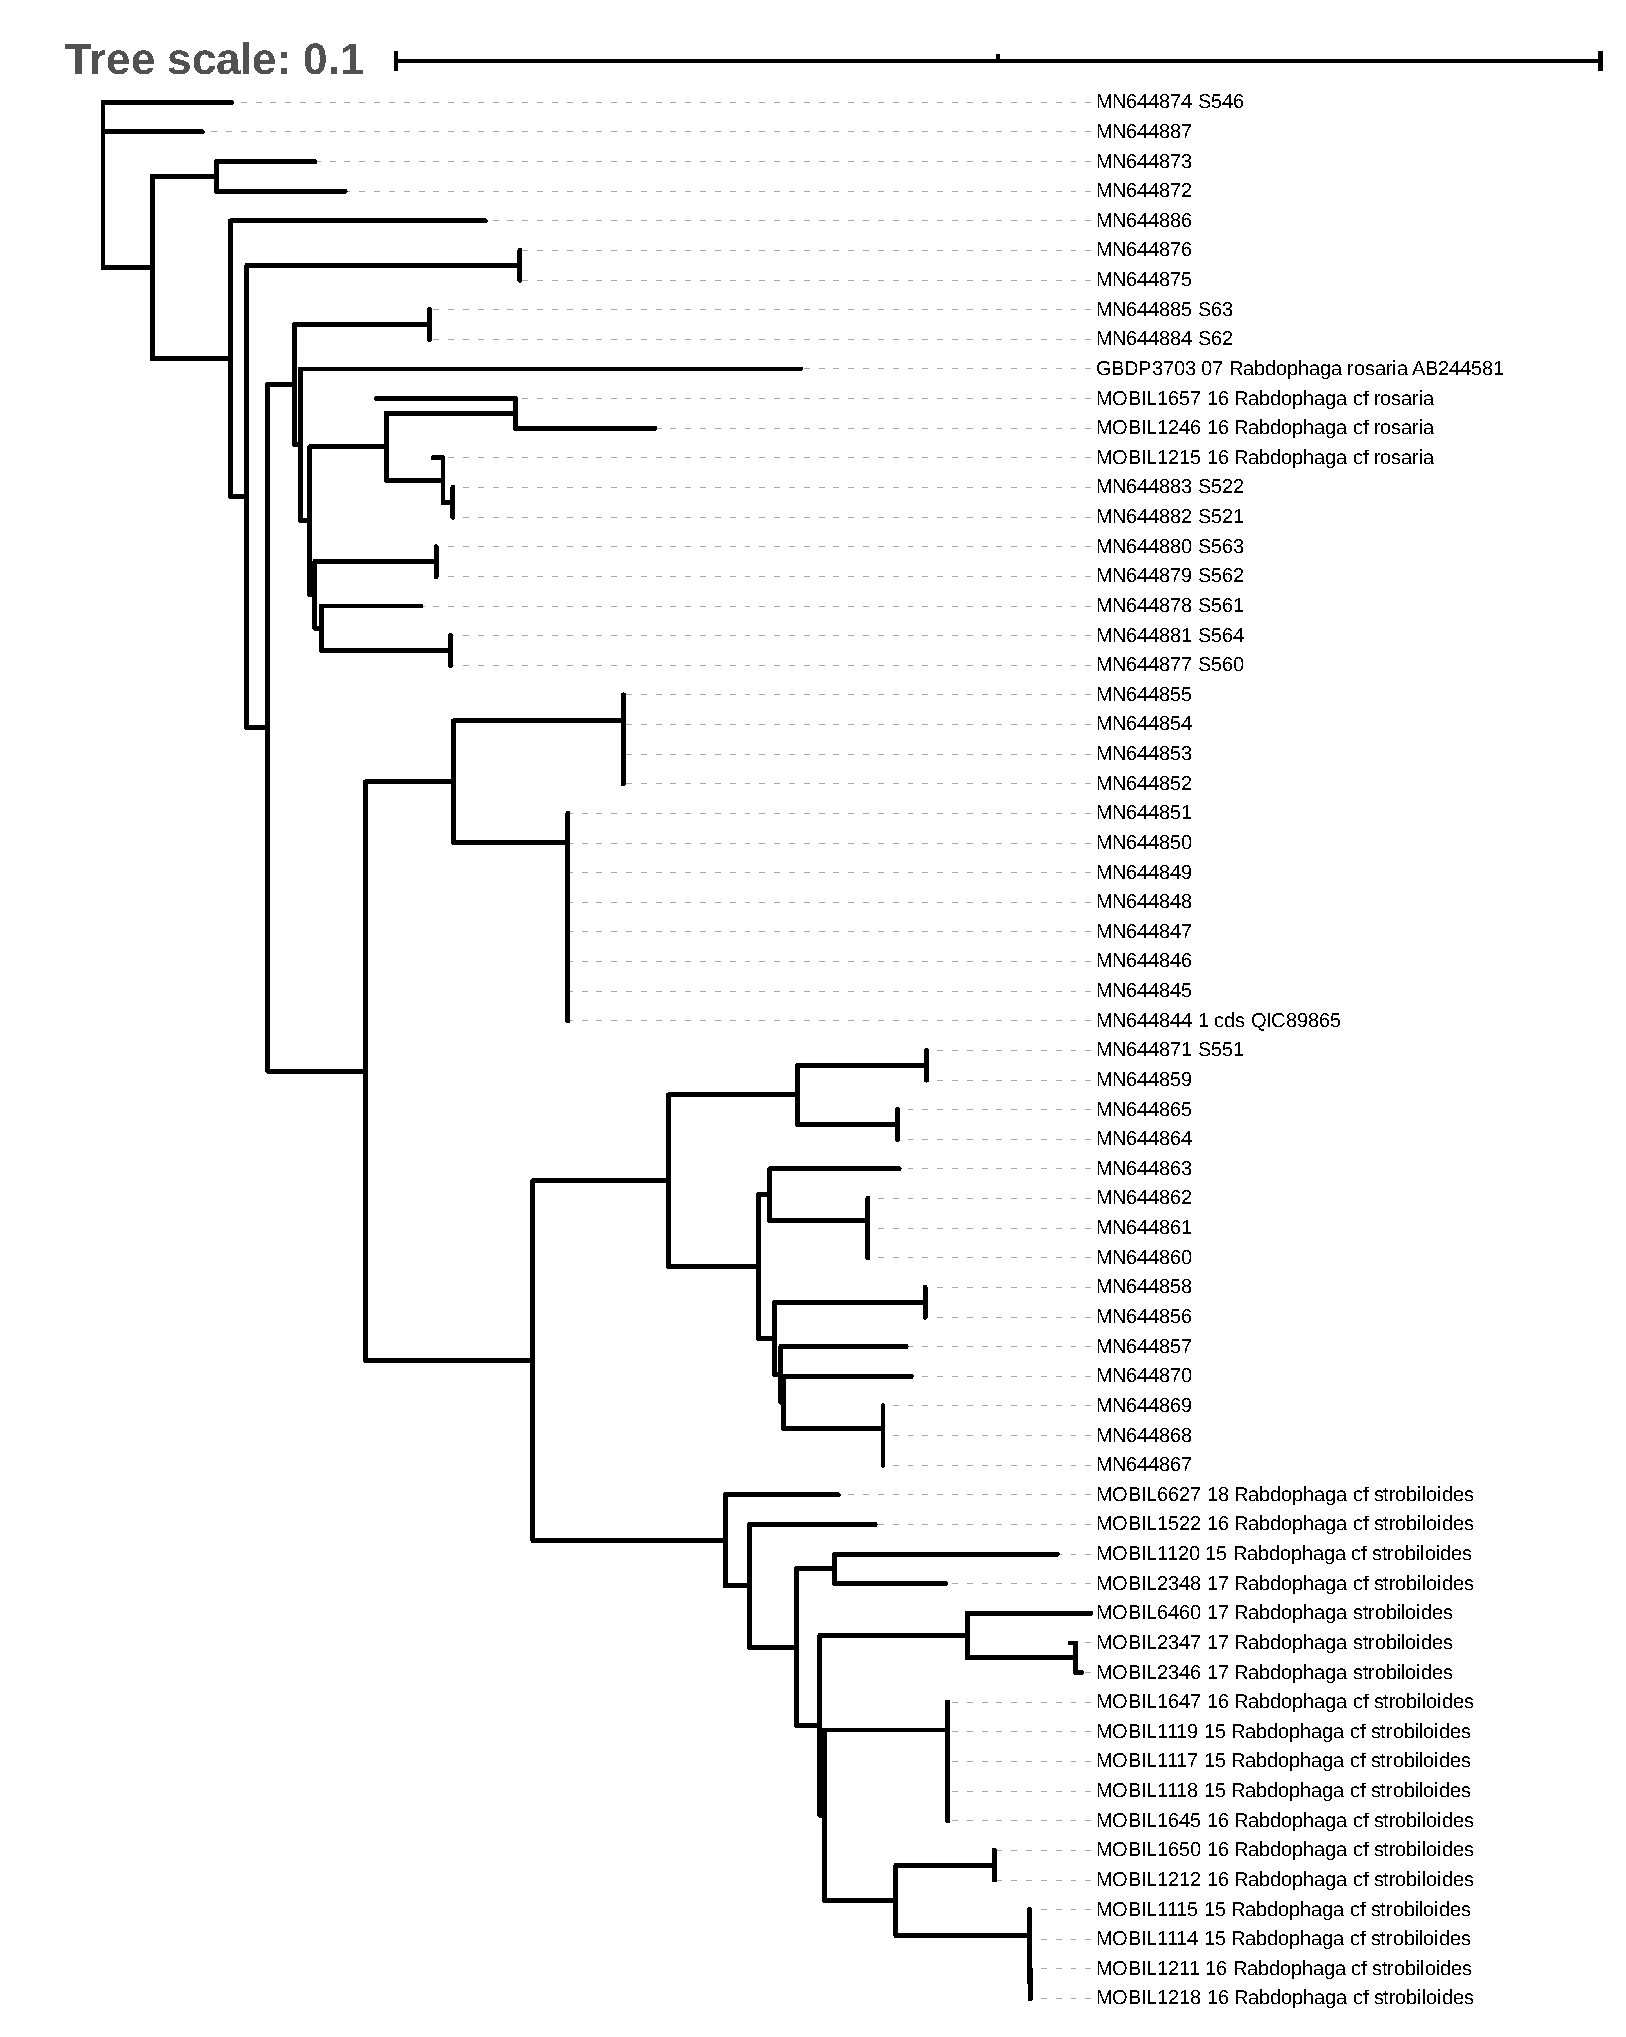 Tree scale: 0.1
MN644874 S546
MN644887
MN644873
MN644872
MN644886
MN644876
MN644875
MN644885 S63
MN644884 S62
GBDP3703 07 Rabdophaga rosaria AB244581
MOBIL1657 16 Rabdophaga cf rosaria
MOBIL1246 16 Rabdophaga cf rosaria
MOBIL1215 16 Rabdophaga cf rosaria
MN644883 S522
MN644882 S521
MN644880 S563
MN644879 S562
MN644878 S561
MN644881 S564
MN644877 S560
MN644855
MN644854
MN644853
MN644852
MN644851
MN644850
MN644849
MN644848
MN644847
MN644846
MN644845
MN644844 1 cds QIC89865
MN644871 S551
MN644859
MN644865
MN644864
MN644863
MN644862
MN644861
MN644860
MN644858
MN644856
MN644857
MN644870
MN644869
MN644868
MN644867
MOBIL6627 18 Rabdophaga cf strobiloides
MOBIL1522 16 Rabdophaga cf strobiloides
MOBIL1120 15 Rabdophaga cf strobiloides
MOBIL2348 17 Rabdophaga cf strobiloides
MOBIL6460 17 Rabdophaga strobiloides
MOBIL2347 17 Rabdophaga strobiloides
MOBIL2346 17 Rabdophaga strobiloides
MOBIL1647 16 Rabdophaga cf strobiloides
MOBIL1119 15 Rabdophaga cf strobiloides
MOBIL1117 15 Rabdophaga cf strobiloides
MOBIL1118 15 Rabdophaga cf strobiloides
MOBIL1645 16 Rabdophaga cf strobiloides
MOBIL1650 16 Rabdophaga cf strobiloides
MOBIL1212 16 Rabdophaga cf strobiloides
MOBIL1115 15 Rabdophaga cf strobiloides
MOBIL1114 15 Rabdophaga cf strobiloides
MOBIL1211 16 Rabdophaga cf strobiloides
MOBIL1218 16 Rabdophaga cf strobiloides